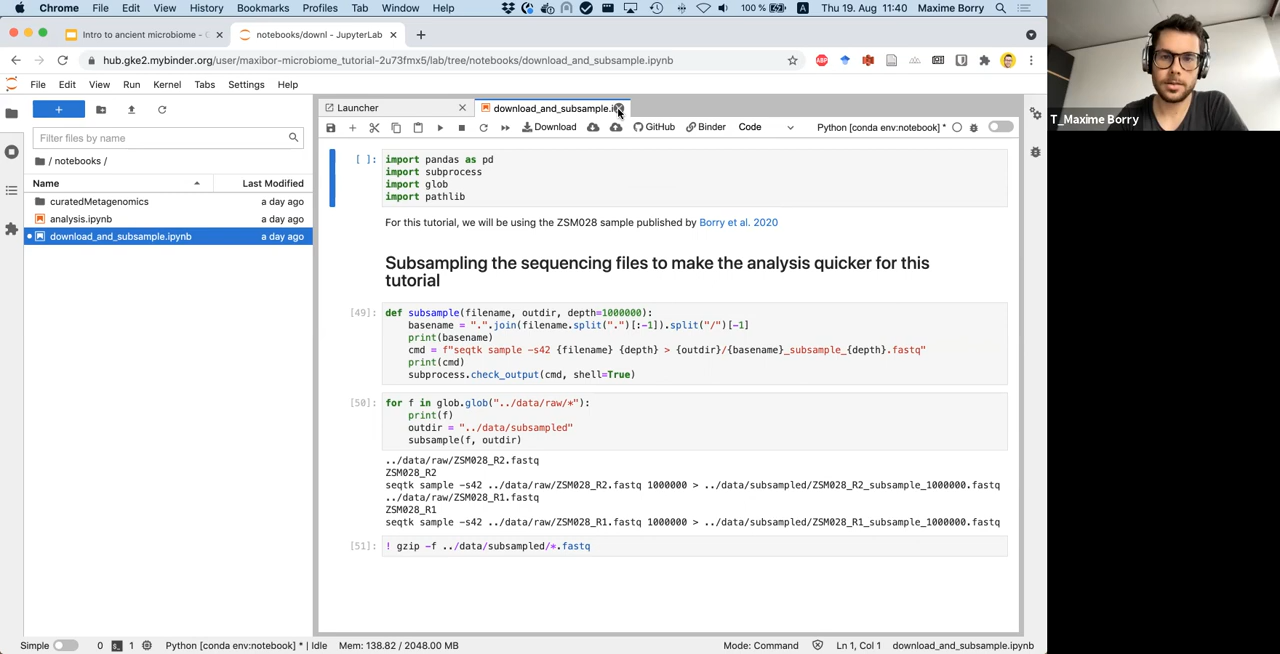 Chrome File Edit View History Bookmarks Profiles Tab Window Help 100 % Thu 19. Aug 11:40 Maxime Borry
Intro to ancient microbiome - notebooks/downl - JupyterLab
hub.gke2.mybinder.org/user/maxibor-microbiome_tutorial-2u73fmx5/lab/tree/notebooks/download_and_subsample.ipynb
File Edit View Run Kernel Tabs Settings Help
Launcher download_and_subsample.i
Download GitHub Binder Code Python [conda env:notebook] *
Filter files by name
/ notebooks /
Name Last Modified
curatedMetagenomics a day ago
analysis.ipynb a day ago
download_and_subsample.ipynb a day ago
[ ]: import pandas as pd
import subprocess
import glob
import pathlib
For this tutorial, we will be using the ZSM028 sample published by Borry et al. 2020
Subsampling the sequencing files to make the analysis quicker for this
tutorial
[49]: def subsample(filename, outdir, depth=1000000):
basename = ".".join(filename.split(".")[:-1]).split("/")[-1]
print(basename)
cmd = f"seqtk sample -s42 {filename} {depth} > {outdir}/{basename}_subsample_{depth}.fastq"
print(cmd)
subprocess.check_output(cmd, shell=True)
[50]: for f in glob.glob("../data/raw/*"):
print(f)
outdir = "../data/subsampled"
subsample(f, outdir)
../data/raw/ZSM028_R2.fastq
ZSM028_R2
seqtk sample -s42 ../data/raw/ZSM028_R2.fastq 1000000 > ../data/subsampled/ZSM028_R2_subsample_1000000.fastq
../data/raw/ZSM028_R1.fastq
ZSM028_R1
seqtk sample -s42 ../data/raw/ZSM028_R1.fastq 1000000 > ../data/subsampled/ZSM028_R1_subsample_1000000.fastq
[51]: ! gzip -f ../data/subsampled/*.fastq
Simple 0 1 Python [conda env:notebook] * | Idle Mem: 138.82 / 2048.00 MB Mode: Command Ln 1, Col 1 download_and_subsample.ipynb
T_Maxime Borry